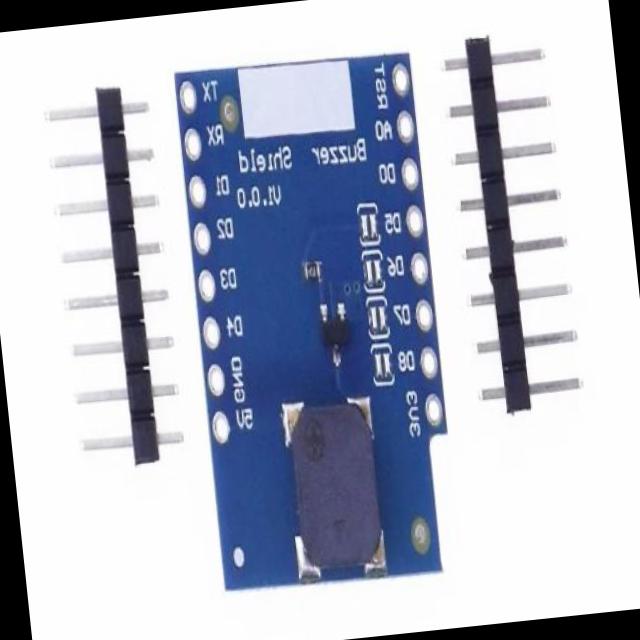 TX
RX
D1
D2
D3
D4
GND
5V
Buzzer Shield
V1.0.0
RST
A0
D0
D5
D6
D7
D8
3V3